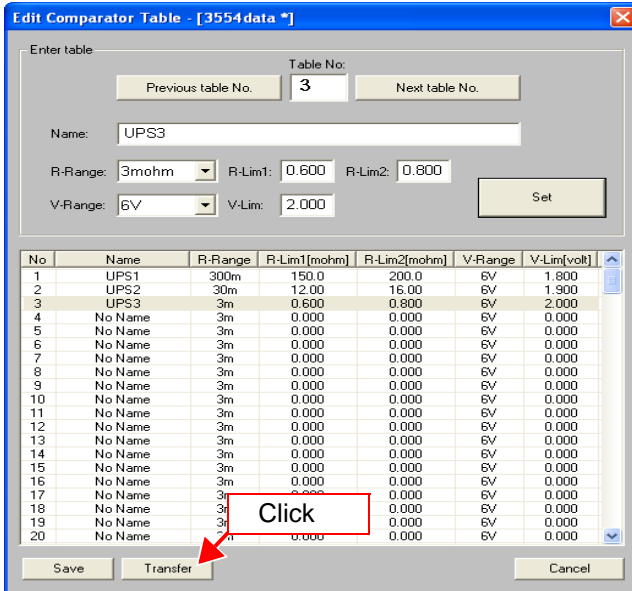 Edit Comparator Table - [3554data *]
Enter table
Table No:
Previous table No. 3 Next table No.
Name: UPS3
R-Range: 3mohm R-Lim1: 0.600 R-Lim2: 0.800
V-Range: 6V V-Lim: 2.000
Set
No Name R-Range R-Lim1[mohm] R-Lim2[mohm] V-Range V-Lim[volt]
1 UPS1 300m 150.0 200.0 6V 1.800
2 UPS2 30m 12.00 16.00 6V 1.900
3 UPS3 3m 0.600 0.800 6V 2.000
4 No Name 3m 0.000 0.000 6V 0.000
5 No Name 3m 0.000 0.000 6V 0.000
6 No Name 3m 0.000 0.000 6V 0.000
7 No Name 3m 0.000 0.000 6V 0.000
8 No Name 3m 0.000 0.000 6V 0.000
9 No Name 3m 0.000 0.000 6V 0.000
10 No Name 3m 0.000 0.000 6V 0.000
11 No Name 3m 0.000 0.000 6V 0.000
12 No Name 3m 0.000 0.000 6V 0.000
13 No Name 3m 0.000 0.000 6V 0.000
14 No Name 3m 0.000 0.000 6V 0.000
15 No Name 3m 0.000 0.000 6V 0.000
16 No Name 3m 0.000 0.000 6V 0.000
17 No Name 0.000 6V 0.000
18 No Name 0.000 6V 0.000
19 No Name 0.000 6V 0.000
20 No Name 0.000 6V 0.000
Click
Save Transfer Cancel